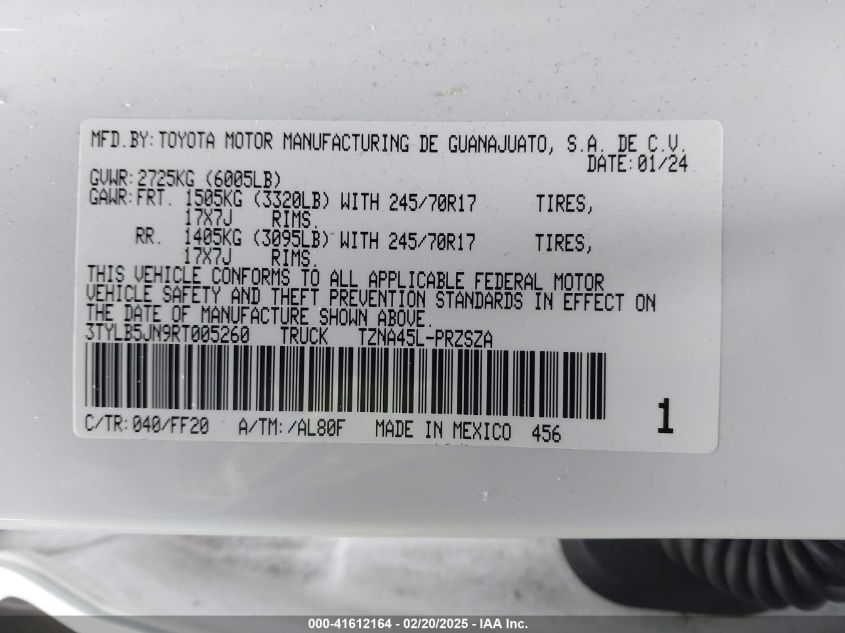 MFD.BY:TOYOTA MOTOR MANUFACTURING DE GUANAJUATO, S.A. DE C.V.
DATE:01/24
GVWR:2725KG (6005LB)
GAWR:FRT. 1505KG (3320LB) WITH 245/70R17 TIRES,
17X7J RIMS.
RR. 1405KG (3095LB) WITH 245/70R17 TIRES,
17X7J RIMS.
THIS VEHICLE CONFORMS TO ALL APPLICABLE FEDERAL MOTOR
VEHICLE SAFETY AND THEFT PREVENTION STANDARDS IN EFFECT ON
THE DATE OF MANUFACTURE SHOWN ABOVE.
3TYLB5JN9RT005260 TRUCK TZNA45L-PRZSZA
1
C/TR:040/FF20 A/TM:/AL80F MADE IN MEXICO 456
000-41612164 - 02/20/2025 - IAA Inc.